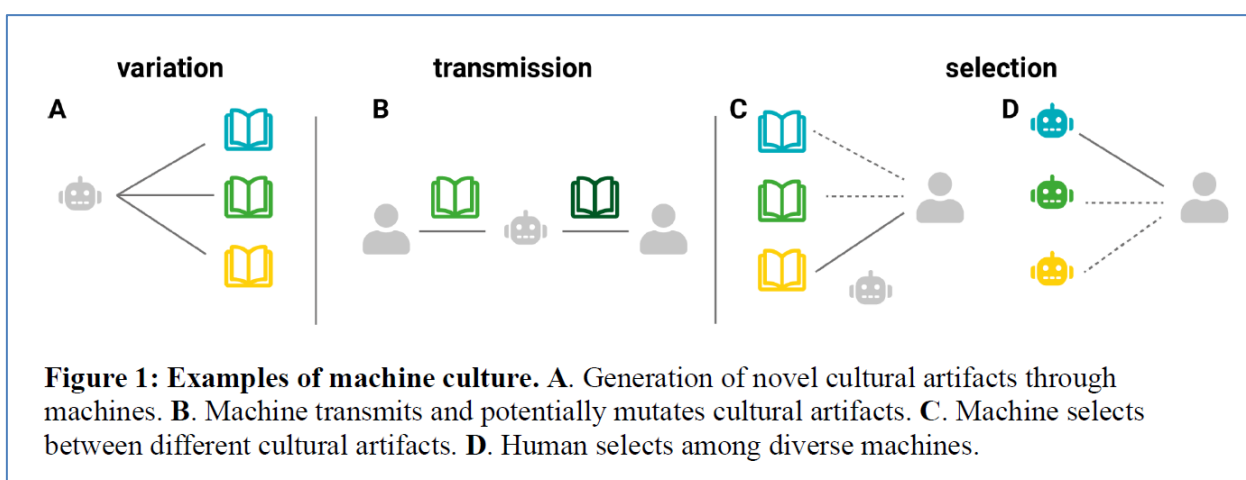 variation
transmission
selection
A
B
C
D
Figure 1: Examples of machine culture. A. Generation of novel cultural artifacts through
machines. B. Machine transmits and potentially mutates cultural artifacts. C. Machine selects
between different cultural artifacts. D. Human selects among diverse machines.